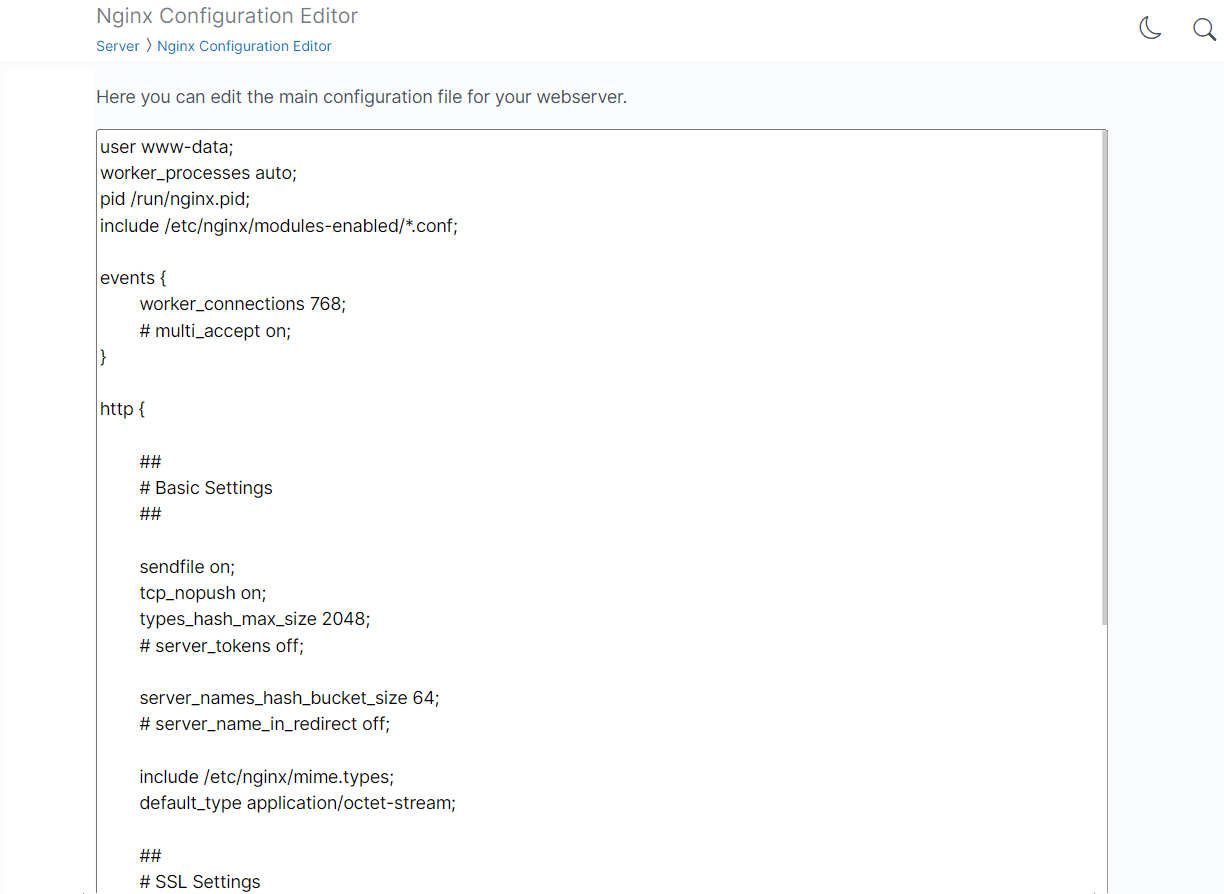 Nginx Configuration Editor
Server 〉 Nginx Configuration Editor
Here you can edit the main configuration file for your webserver.
user www-data;
worker_processes auto;
pid /run/nginx.pid;
include /etc/nginx/modules-enabled/*.conf;
events {
worker_connections 768;
# multi_accept on;
}
http {
##
# Basic Settings
##
sendfile on;
tcp_nopush on;
types_hash_max_size 2048;
# server_tokens off;
server_names_hash_bucket_size 64;
# server_name_in_redirect off;
include /etc/nginx/mime.types;
default_type application/octet-stream;
##
# SSL Settings